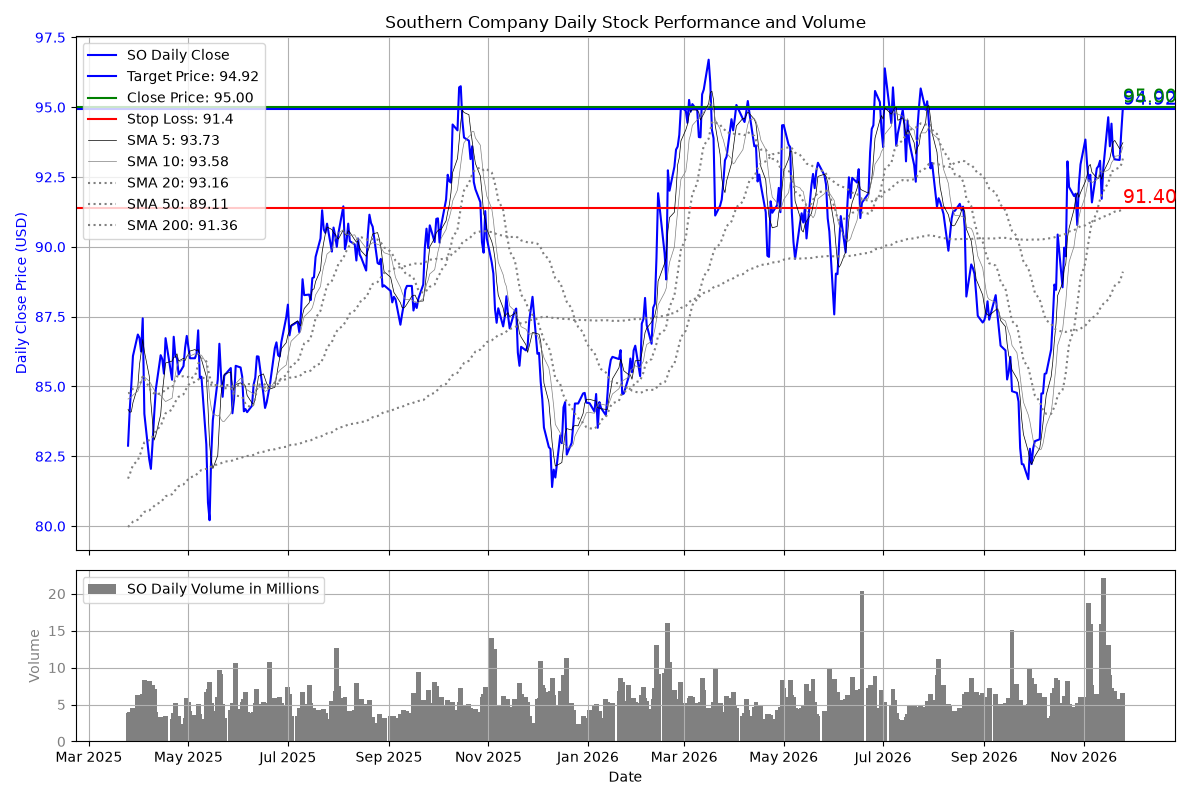 Southern Company Daily Stock Performance and Volume
97.5
95.0
92.5
90.0
87.5
85.0
82.5
80.0
Daily Close Price (USD)
SO Daily Close
Target Price: 94.92
Close Price: 95.00
Stop Loss: 91.4
SMA 5: 93.73
SMA 10: 93.58
SMA 20: 93.16
SMA 50: 89.11
SMA 200: 91.36
95.00
94.92
91.40
SO Daily Volume in Millions
20
15
10
5
0
Volume
Mar 2025 May 2025 Jul 2025 Sep 2025 Nov 2025 Jan 2026 Mar 2026 May 2026 Jul 2026 Sep 2026 Nov 2026
Date